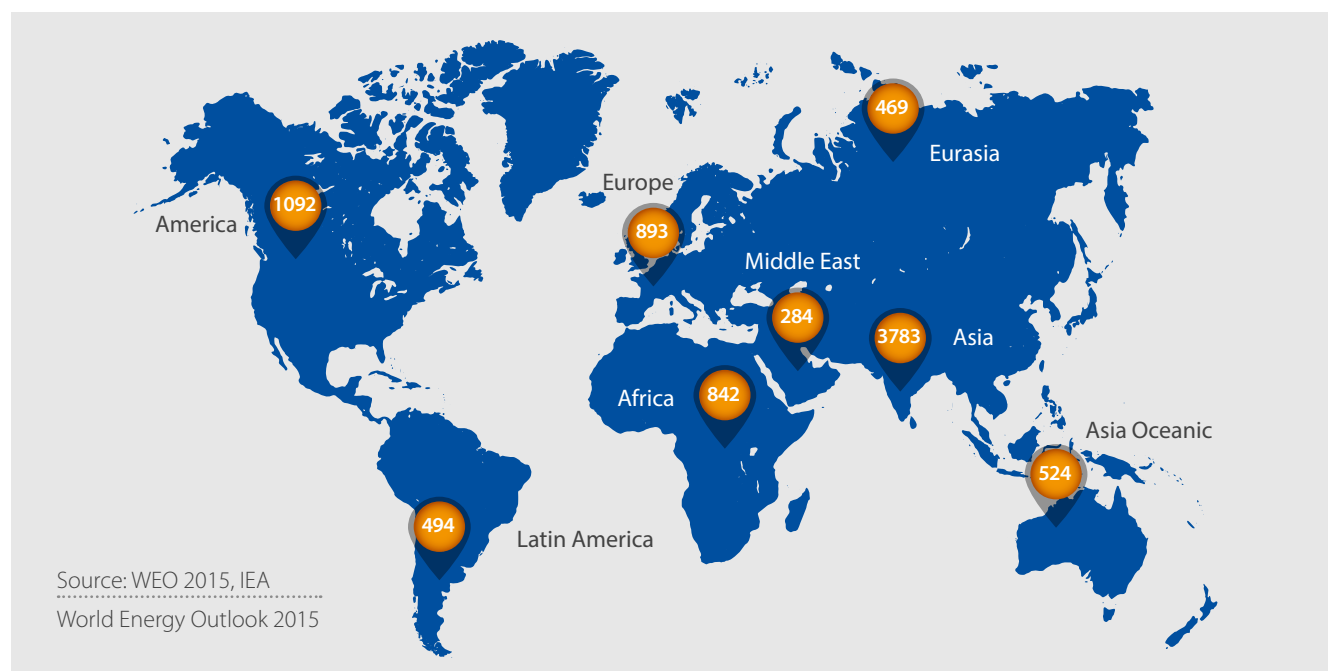 469
Eurasia
Europe
1092
America
893
Middle East
284
3783
Asia
Africa
842
Asia Oceanic
524
494
Latin America
Source: WEO 2015, IEA
World Energy Outlook 2015